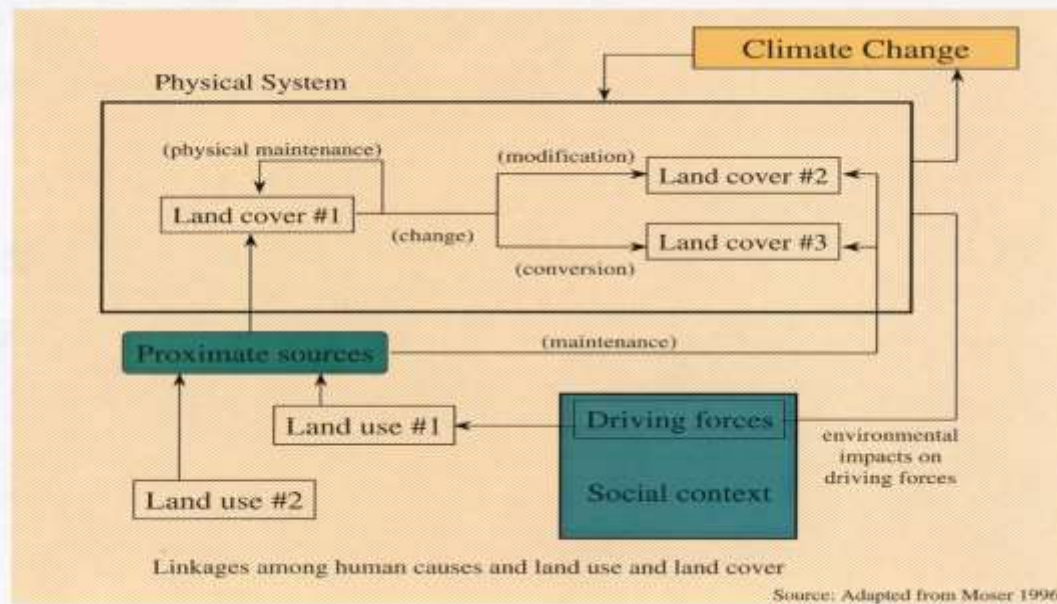 Climate Change
Physical System
(physical maintenance)
(modification)
Land cover #2
Land cover #1
(change)
Land cover #3
(conversion)
Proximate sources
(maintenance)
Land use #1
Driving forces
environmental
impacts on
driving forces
Land use #2
Social context
Linkages among human causes and land use and land cover
Source: Adapted from Moser 1996